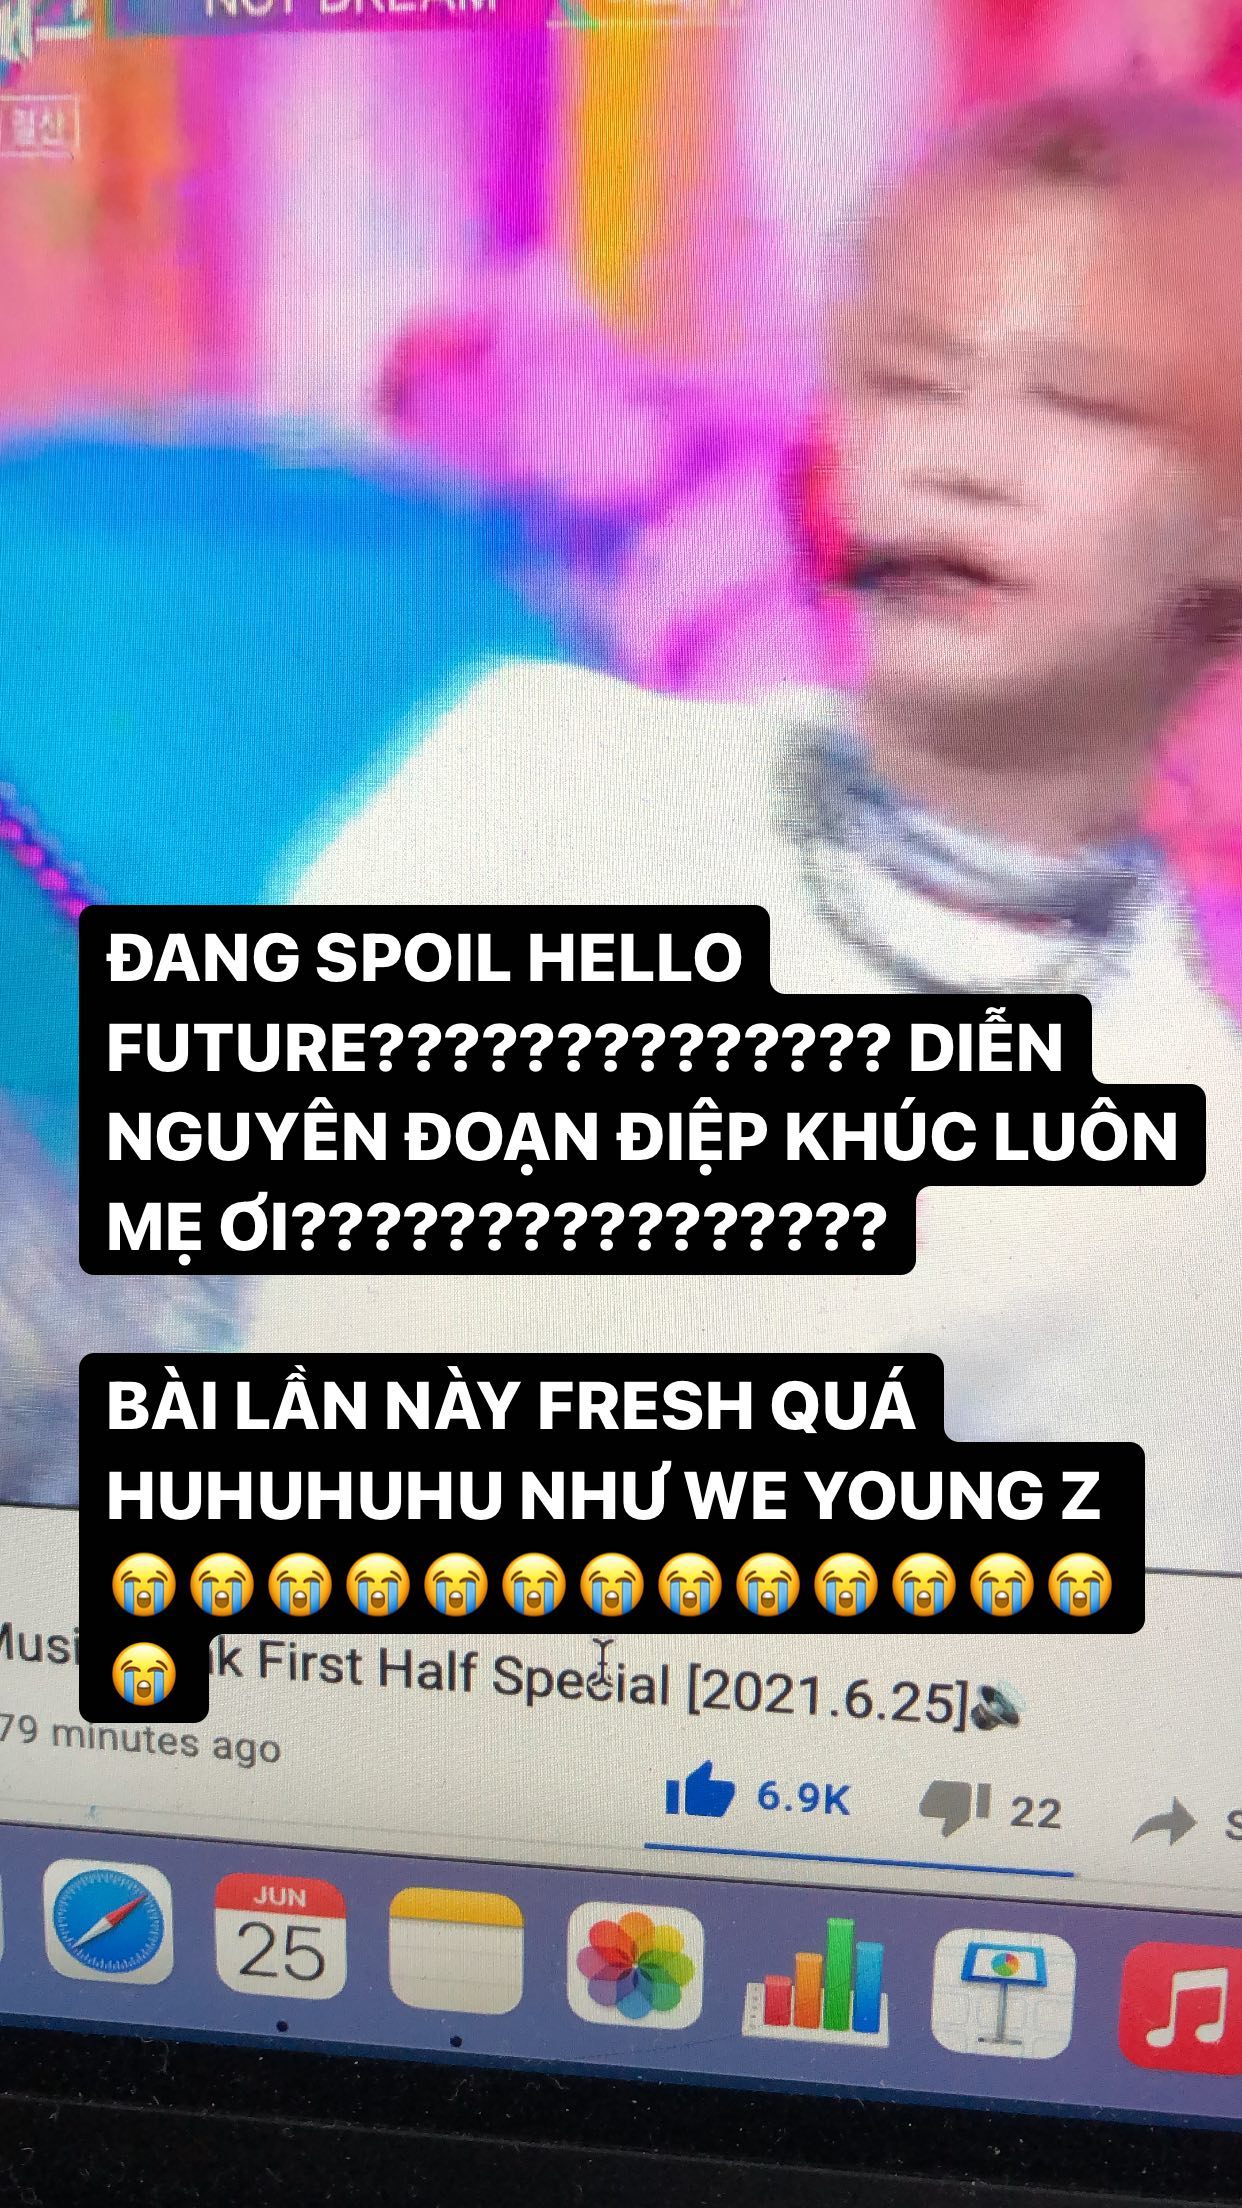 NCT DREAM
ĐANG SPOIL HELLO
FUTURE?????????????? DIỄN
NGUYÊN ĐOẠN ĐIỆP KHÚC LUÔN
MẸ ƠI????????????????
BÀI LẦN NÀY FRESH QUÁ
HUHUHUHU NHƯ WE YOUNG Z
😭😭😭😭😭😭😭😭😭😭😭😭😭
😭
k First Half Special [2021.6.25]🔊
79 minutes ago
6.9K 22
JUN
25